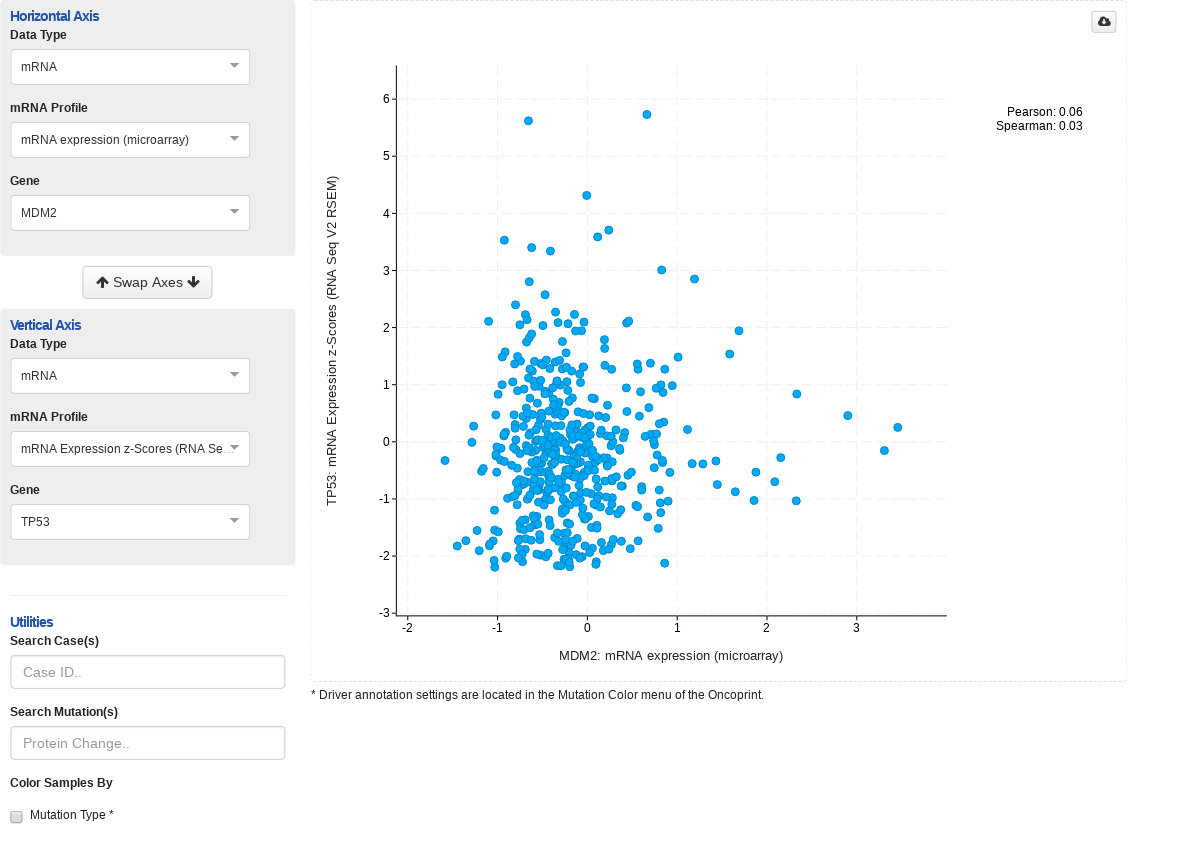 Horizontal Axis
Data Type
mRNA
mRNA Profile
mRNA expression (microarray)
Gene
MDM2
Swap Axes
Vertical Axis
Data Type
mRNA
mRNA Profile
mRNA Expression z-Scores (RNA Se...
Gene
TP53
Utilities
Search Case(s)
Case ID..
Search Mutation(s)
Protein Change..
Color Samples By
Mutation Type *
Pearson: 0.06
Spearman: 0.03
TP53: mRNA Expression z-Scores (RNA Seq V2 RSEM)
6
5
4
3
2
1
0
-1
-2
-3
-2
-1
0
1
2
3
MDM2: mRNA expression (microarray)
* Driver annotation settings are located in the Mutation Color menu of the Oncoprint.